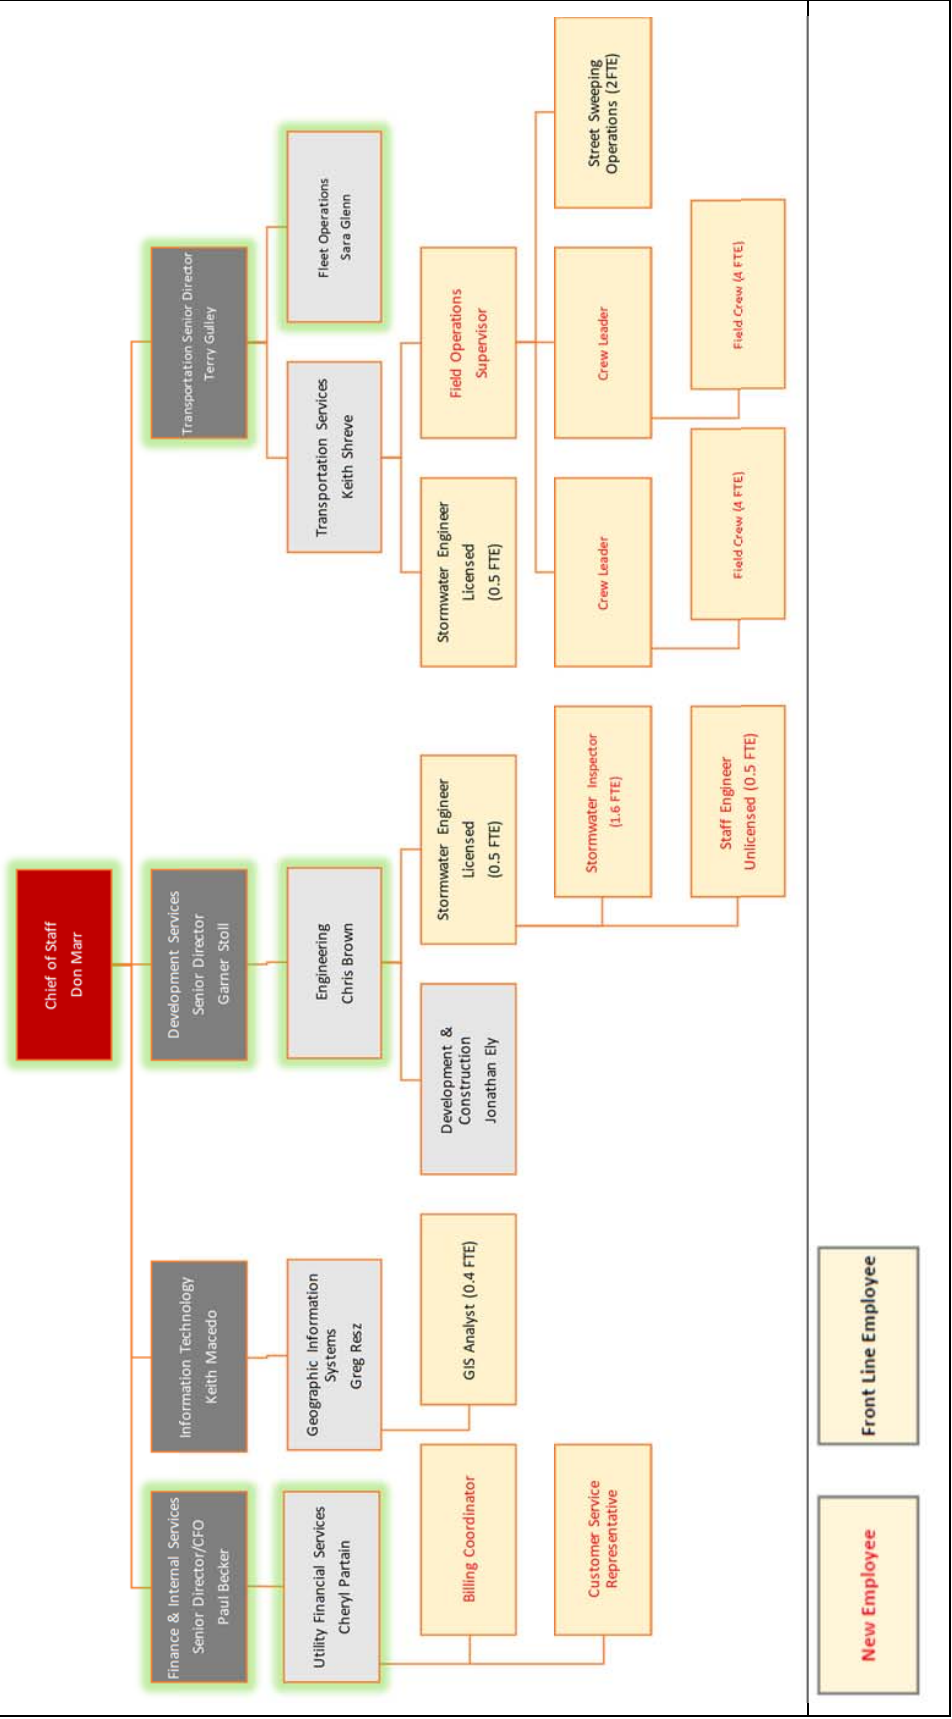 Chief of Staff
Don Marr
Finance & Internal Services
Senior Director/CFO
Paul Becker
Information Technology
Keith Macedo
Development Services
Senior Director
Garner Stoll
Transportation Senior Director
Terry Gulley
Utility Financial Services
Cheryl Partain
Geographic Information
Systems
Greg Resz
Engineering
Chris Brown
Transportation Services
Keith Shreve
Fleet Operations
Sara Glenn
Billing Coordinator
GIS Analyst (0.4 FTE)
Development &
Construction
Jonathan Ely
Stormwater Engineer
Licensed
(0.5 FTE)
Stormwater Engineer
Licensed
(0.5 FTE)
Field Operations
Supervisor
Customer Service
Representative
Stormwater Inspector
(1.6 FTE)
Crew Leader
Crew Leader
Street Sweeping
Operations (2FTE)
Staff Engineer
Unlicensed (0.5 FTE)
Field Crew (4 FTE)
Field Crew (4 FTE)
New Employee
Front Line Employee